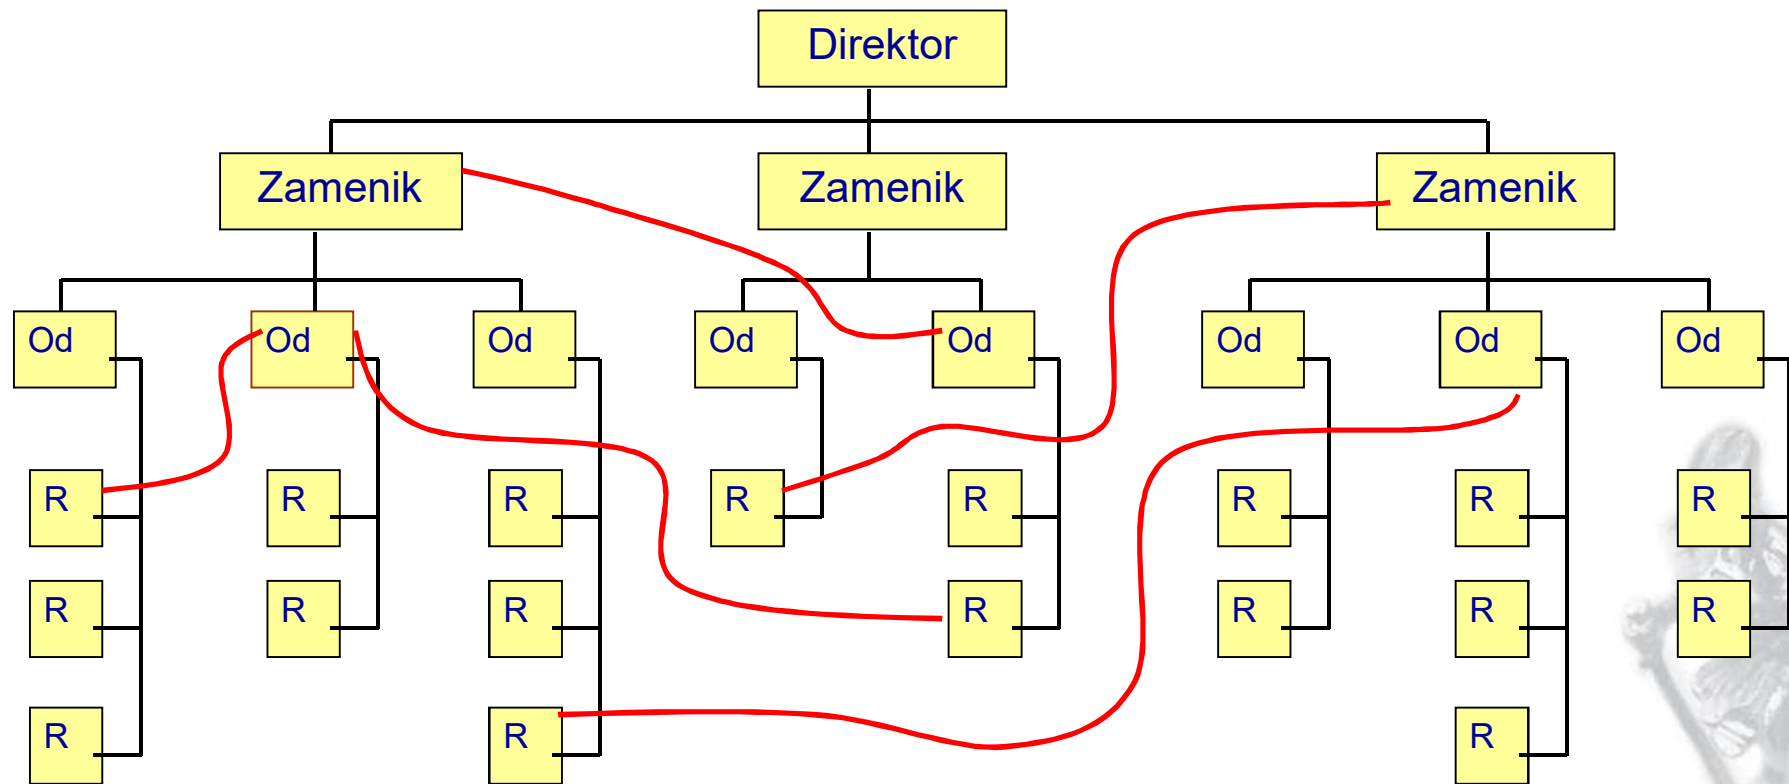 Direktor
Zamenik Zamenik Zamenik
Od Od Od Od Od Od Od Od
R R R R R R R R
R R R R R R R
R R R